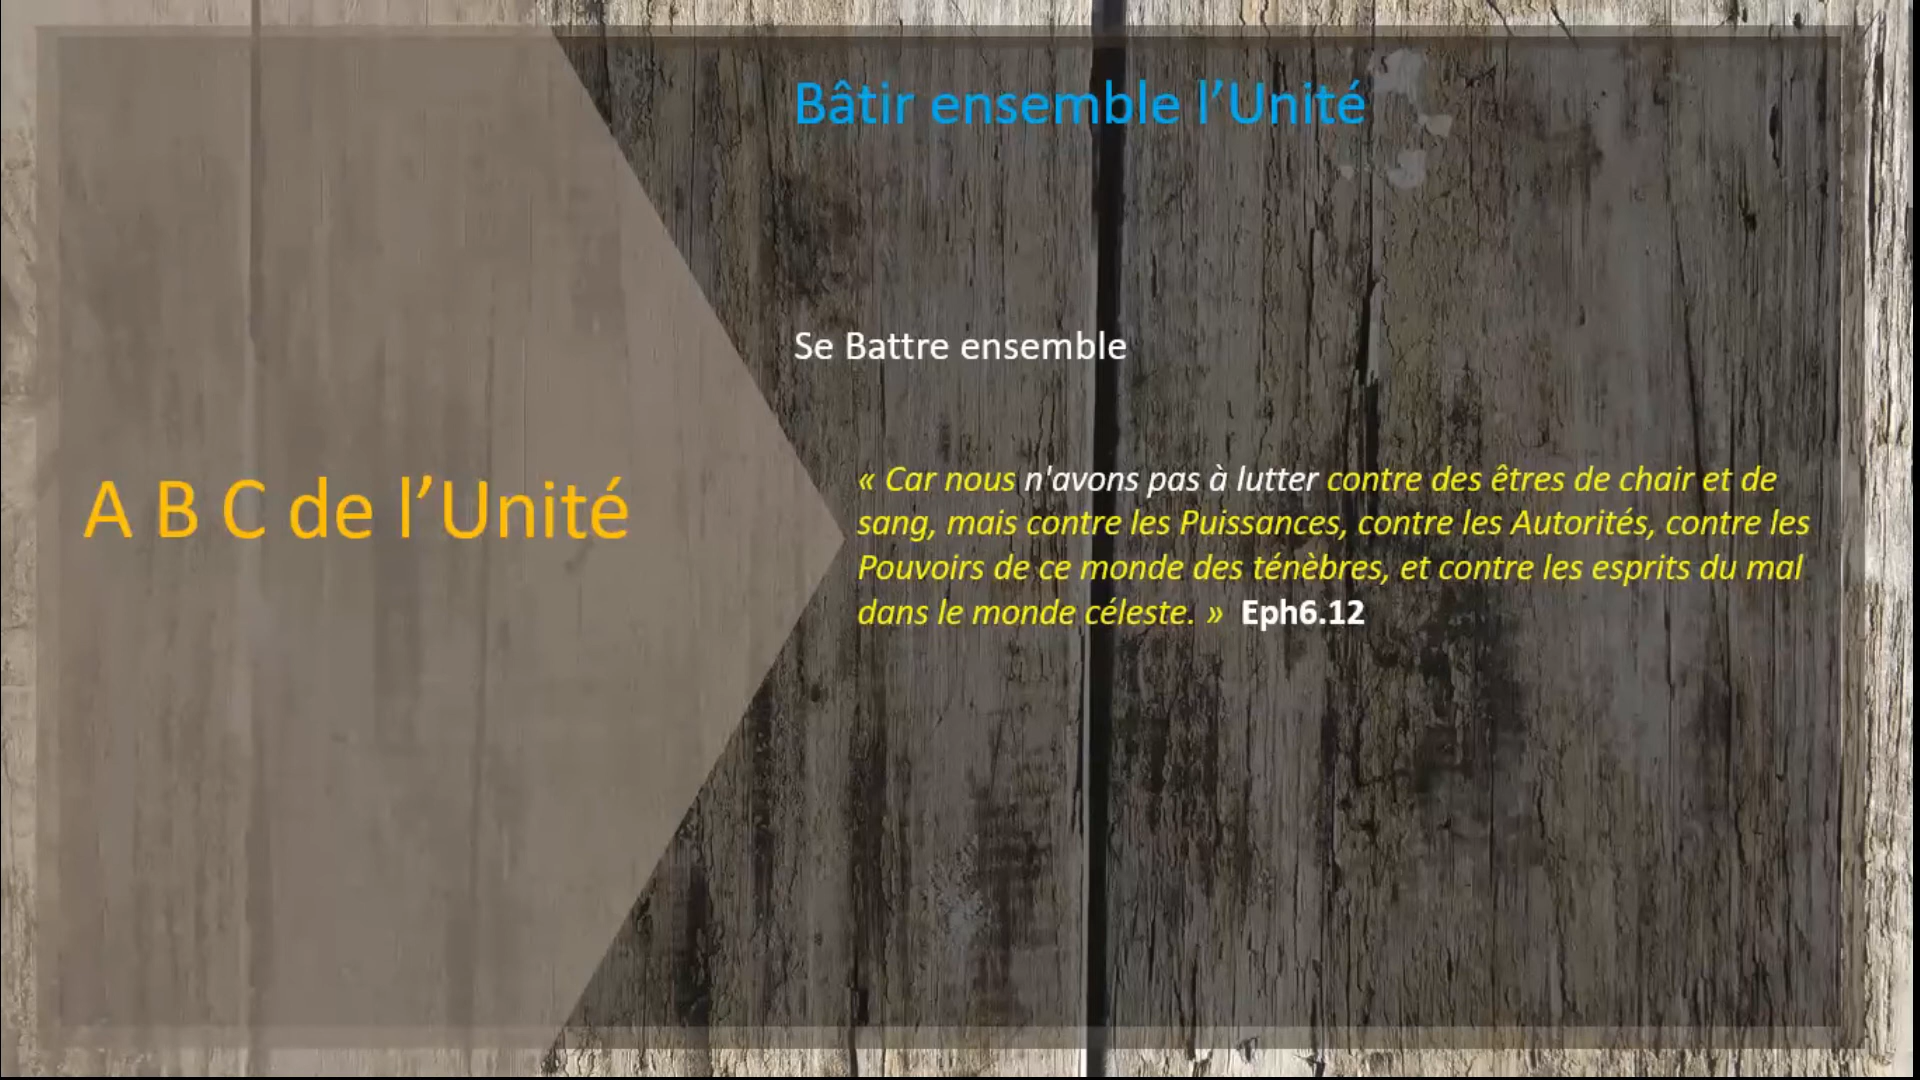 Bâtir ensemble l’Unité
Se Battre ensemble
A B C de l’Unité
« Car nous n'avons pas à lutter contre des êtres de chair et de
sang, mais contre les Puissances, contre les Autorités, contre les
Pouvoirs de ce monde des ténèbres, et contre les esprits du mal
dans le monde céleste. » Eph6.12